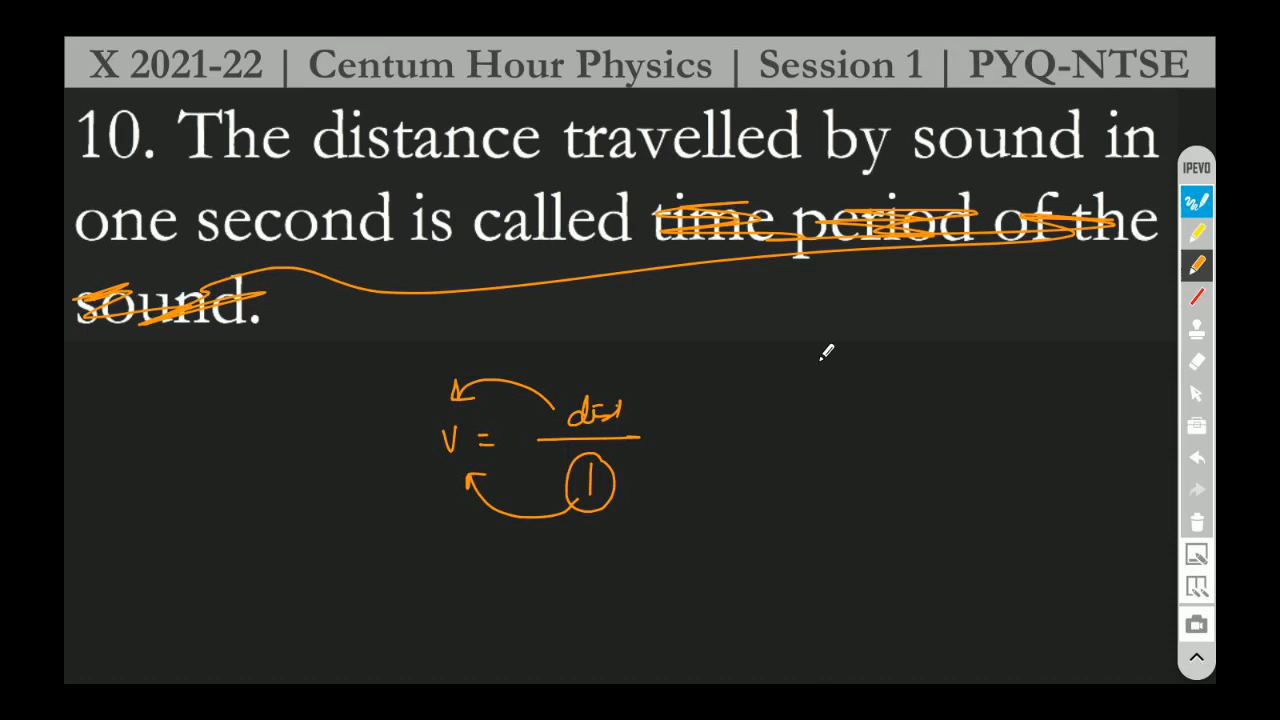 X 2021-22 | Centum Hour Physics | Session 1 | PYQ-NTSE
10. The distance travelled by sound in
one second is called time period of the
sound.
IPEVO
dist
v =
1